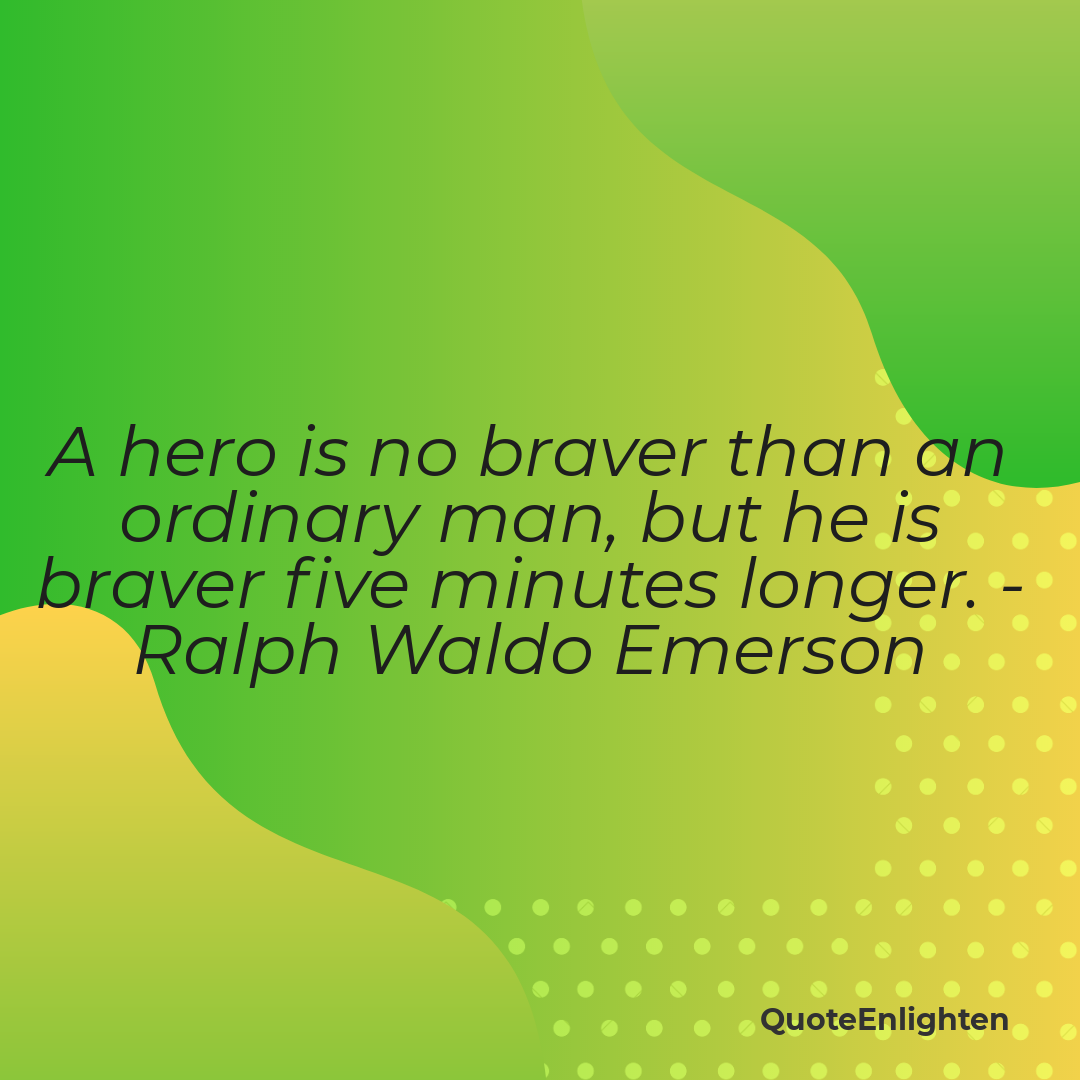 A hero is no braver than an
ordinary man, but he is
braver five minutes longer. -
Ralph Waldo Emerson
QuoteEnlighten